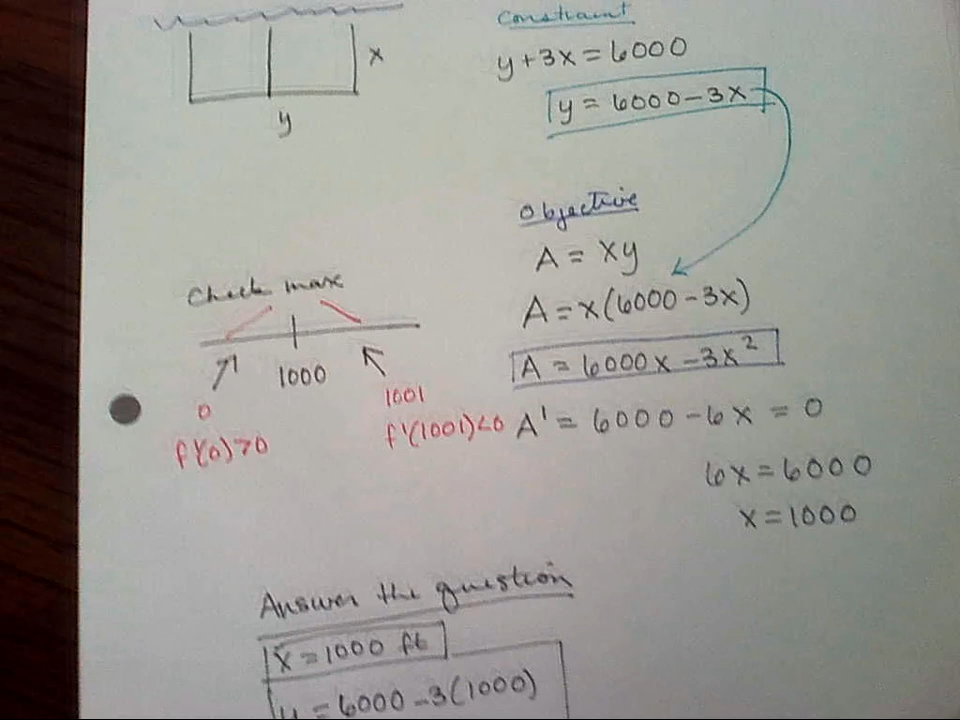 x
y
Constraint
y + 3x = 6000
y = 6000 - 3x
Objective
A = xy
A = x(6000 - 3x)
A = 6000x - 3x²
A' = 6000 - 6x = 0
6x = 6000
x = 1000
Check max
1000
0
f'(0) > 0
1001
f'(1001) < 0
Answer the question
x = 1000 ft
y = 6000 - 3(1000)